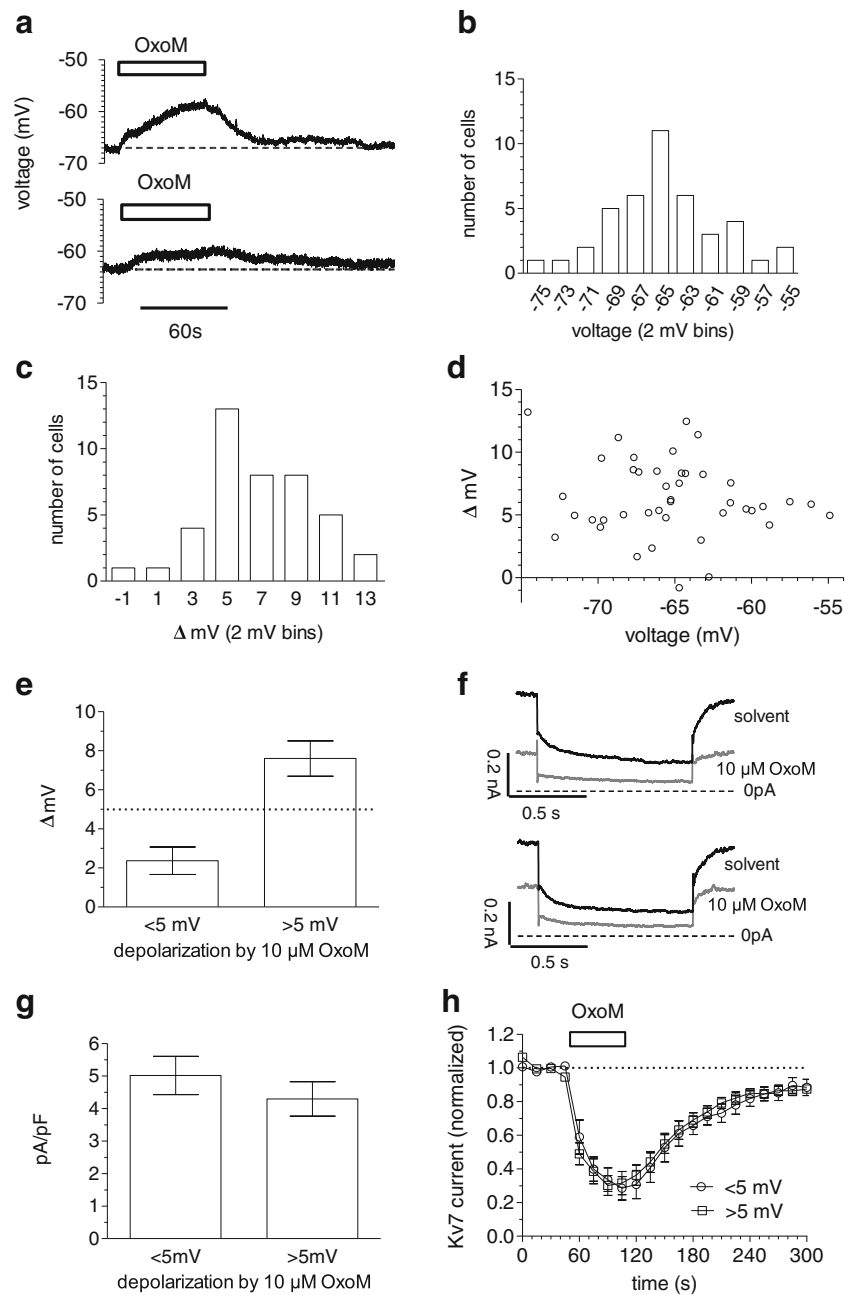 a
OxoM
-50
-60
-70
voltage (mV)
OxoM
-50
-60
-70
60s
b
15
10
5
0
number of cells
-75 -73 -71 -69 -67 -65 -63 -61 -59 -57 -55
voltage (2 mV bins)
c
15
10
5
0
number of cells
-1 1 3 5 7 9 11 13
Δ mV (2 mV bins)
d
15
10
5
0
Δ mV
-70 -65 -60 -55
voltage (mV)
e
10
8
6
4
2
0
Δ mV
<5 mV >5 mV
depolarization by 10 µM OxoM
f
solvent
10 µM OxoM
0pA
0.2 nA
0.5 s
solvent
10 µM OxoM
0pA
0.2 nA
0.5 s
g
6
5
4
3
2
1
0
pA/pF
<5mV >5mV
depolarization by 10 µM OxoM
h
OxoM
1.2
1.0
0.8
0.6
0.4
0.2
0.0
Kv7 current (normalized)
<5 mV
>5 mV
0 60 120 180 240 300
time (s)